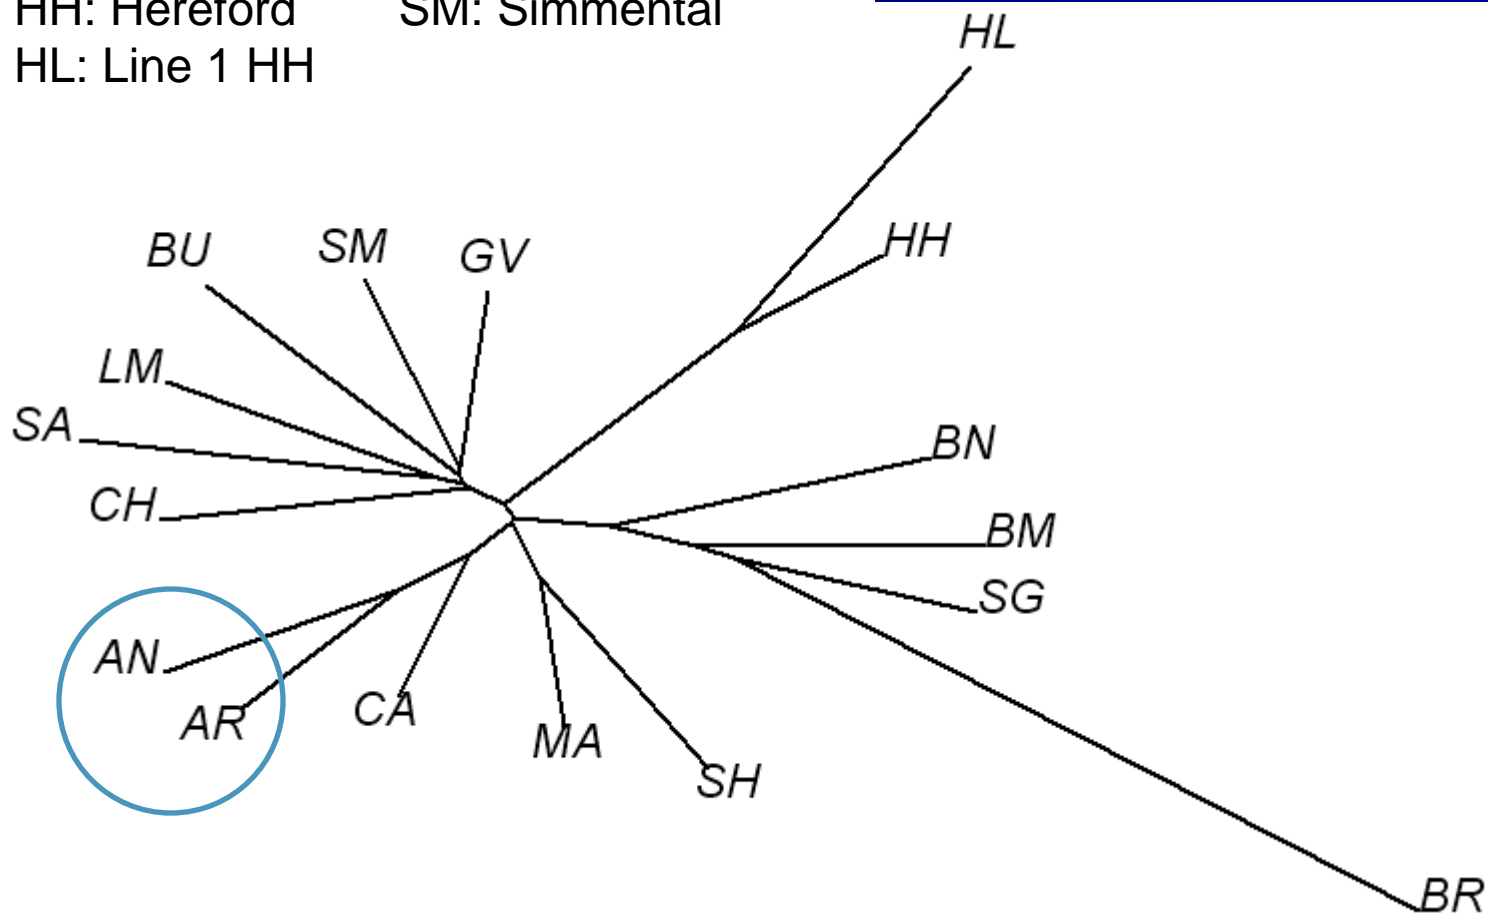 HH: Hereford SM: Simmental
HL: Line 1 HH
HL
HH
BU
SM
GV
LM
SA
CH
BN
BM
SG
AN
AR
CA
MA
SH
BR